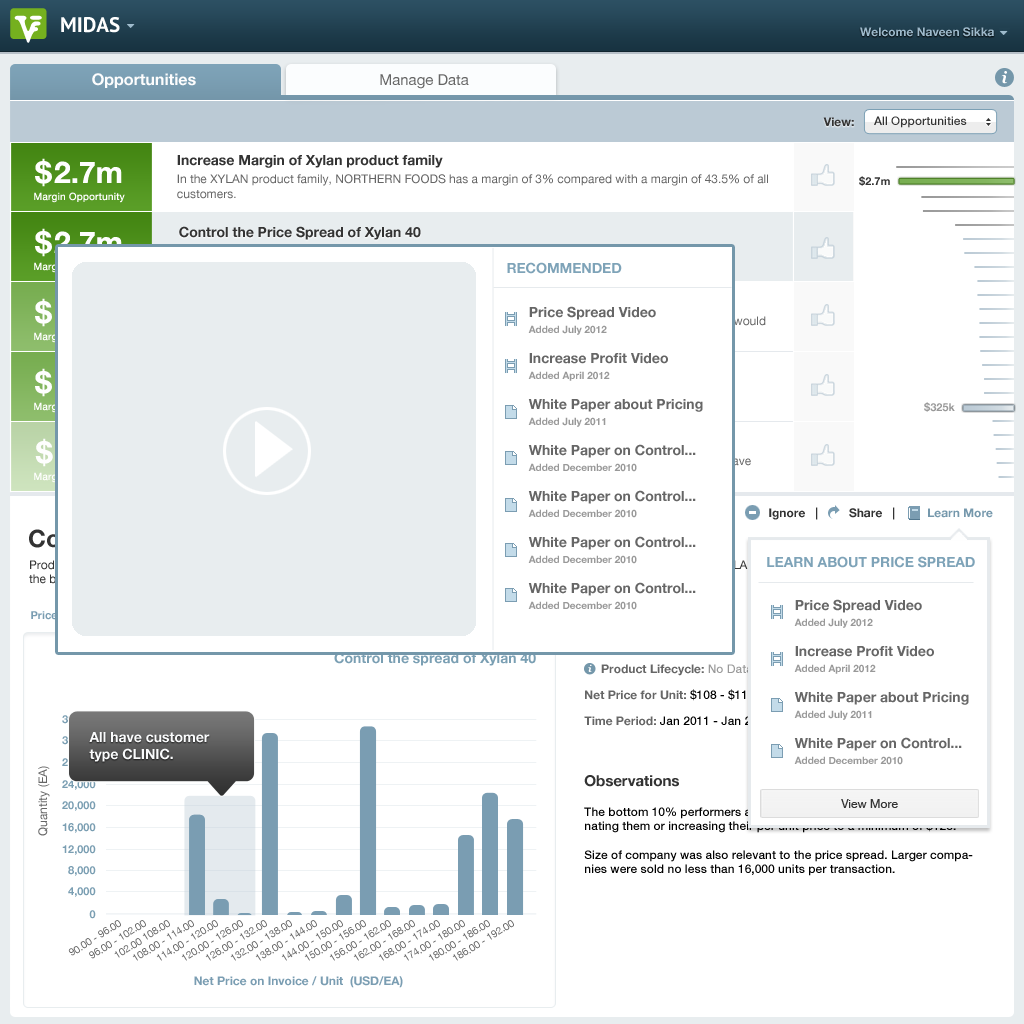 VF MIDAS
Welcome Naveen Sikka
Opportunities
Manage Data
i
View: All Opportunities
$2.7m
Margin Opportunity
Increase Margin of Xylan product family
In the XYLAN product family, NORTHERN FOODS has a margin of 3% compared with a margin of 43.5% of all
customers.
$2.7m
$2.7m
Marg
Control the Price Spread of Xylan 40
$
Marg
would
$
Marg
$325k
$
Marg
ave
RECOMMENDED
Price Spread Video
Added July 2012
Increase Profit Video
Added April 2012
White Paper about Pricing
Added July 2011
White Paper on Control...
Added December 2010
White Paper on Control...
Added December 2010
White Paper on Control...
Added December 2010
White Paper on Control...
Added December 2010
Ignore | Share | Learn More
Co
Prod
the b
LA
Price
LEARN ABOUT PRICE SPREAD
Price Spread Video
Added July 2012
Increase Profit Video
Added April 2012
White Paper about Pricing
Added July 2011
White Paper on Control...
Added December 2010
View More
Control the spread of Xylan 40
All have customer
type CLINIC.
Quantity (EA)
3
3
24,000
20,000
16,000
12,000
8,000
4,000
0
90.00 - 96.00
96.00 - 102.00
102.00 108.00
108.00 - 114.00
114.00 - 120.00
120.00 - 126.00
126.00 - 132.00
132.00 - 138.00
138.00 - 144.00
144.00 - 150.00
150.00 - 156.00
156.00 - 162.00
162.00 - 168.00
168.00 - 174.00
174.00 - 180.00
180.00 - 186.00
186.00 - 192.00
Net Price on Invoice / Unit (USD/EA)
i Product Lifecycle: No Data
Net Price for Unit: $108 - $11
Time Period: Jan 2011 - Jan 2
Observations
The bottom 10% performers a
nating them or increasing their per unit price to a minimum of $120.
Size of company was also relevant to the price spread. Larger compa-
nies were sold no less than 16,000 units per transaction.